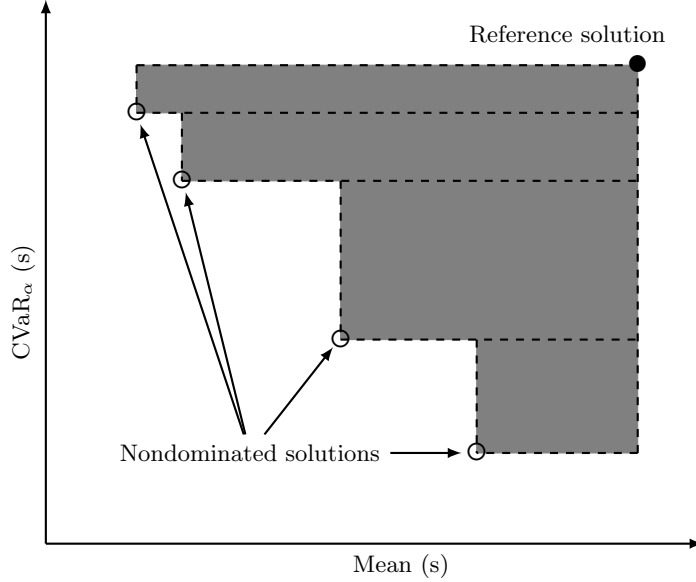 Reference solution
CVaRα (s)
Nondominated solutions
Mean (s)